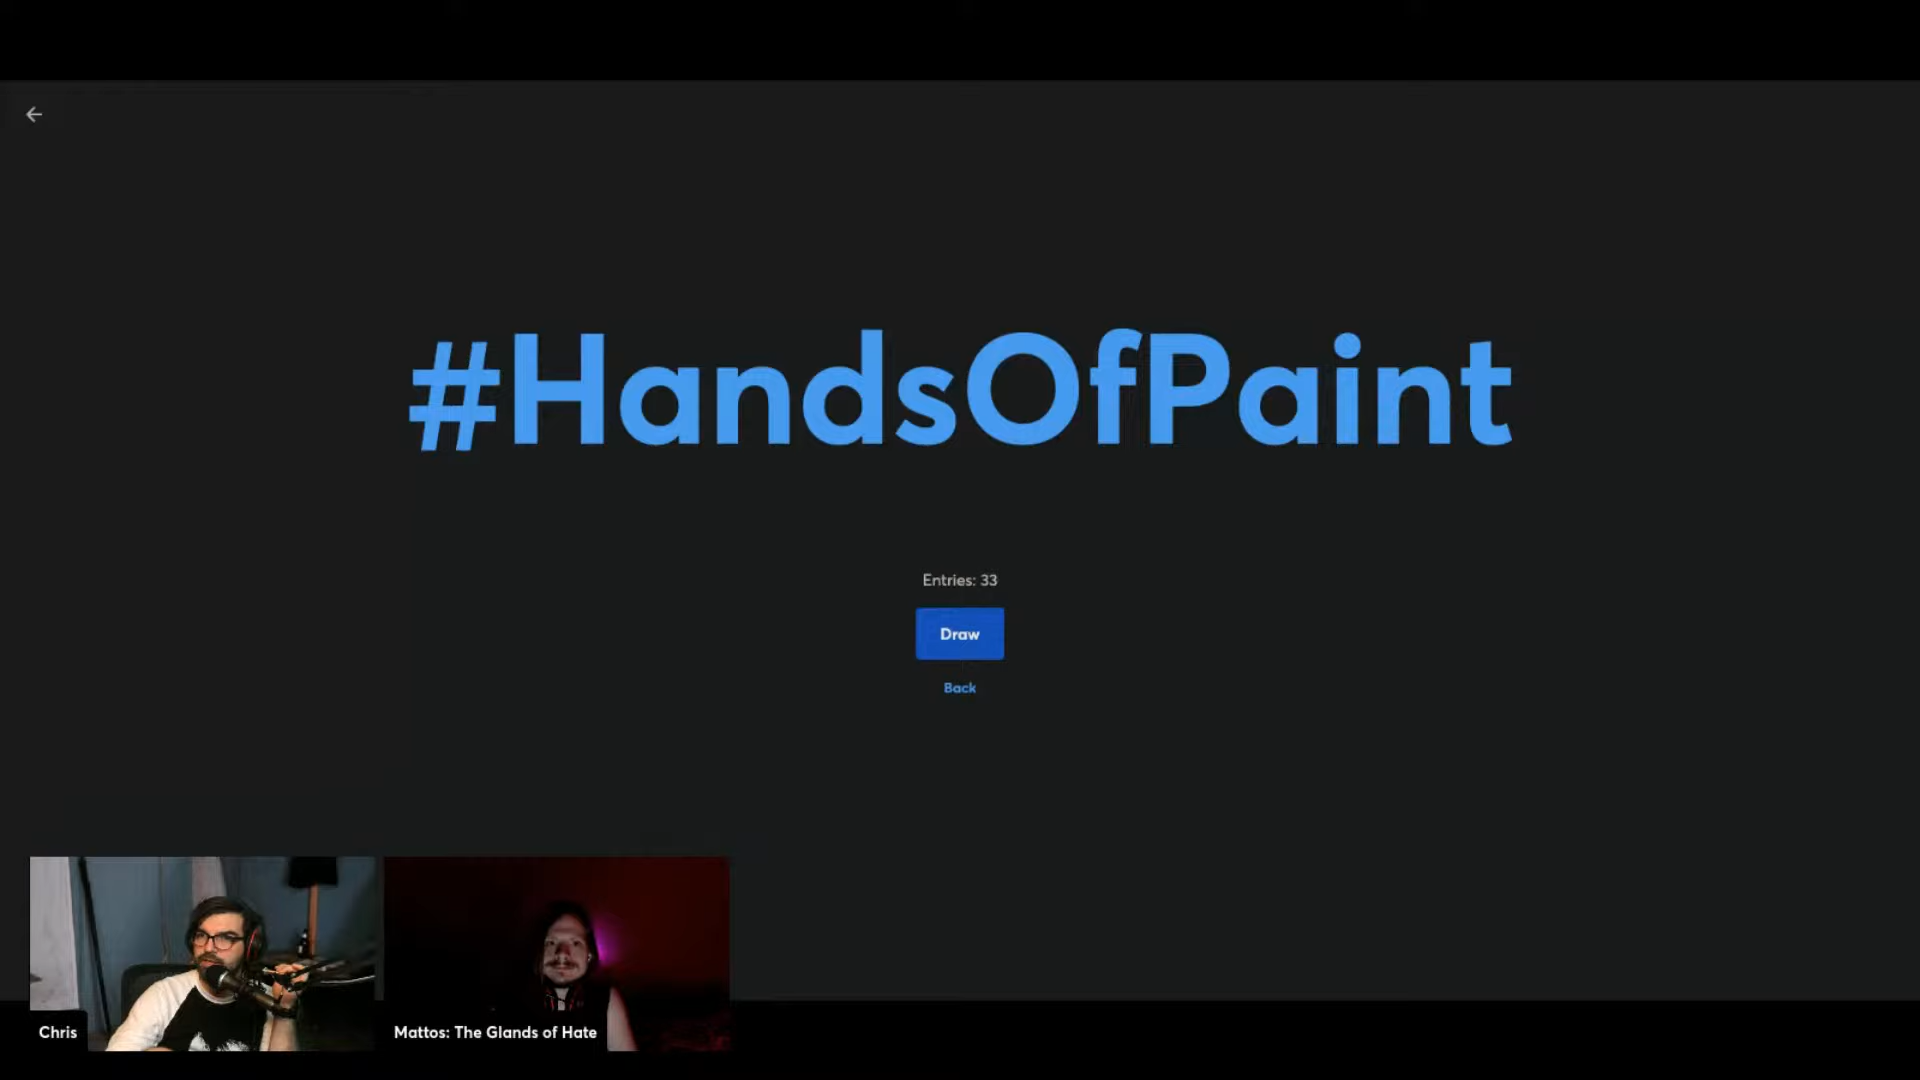 #HandsOfPaint
Entries: 33
Draw
Back
Chris
Mattos: The Glands of Hate